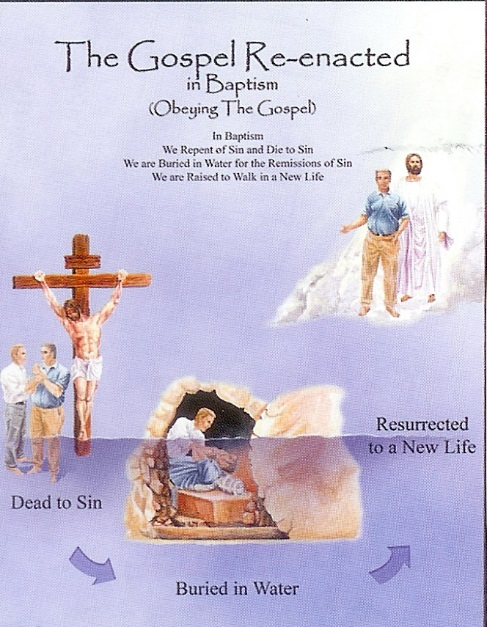 The Gospel Re-enacted
in Baptism
(Obeying The Gospel)
In Baptism
We Repent of Sin and Die to Sin
We are Buried in Water for the Remissions of Sin
We are Raised to Walk in a New Life
Resurrected
to a New Life
Dead to Sin
Buried in Water